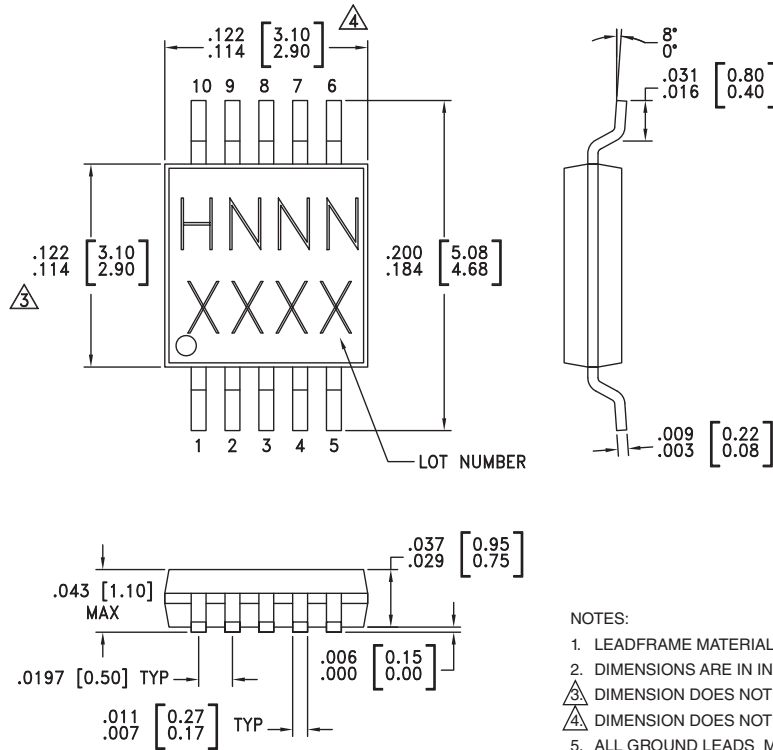 4
.122 [3.10]
.114 [2.90]
10 9 8 7 6
HNNN
XXXX
.122 [3.10]
.114 [2.90]
3
.200 [5.08]
.184 [4.68]
1 2 3 4 5
LOT NUMBER
8°
0°
.031 [0.80]
.016 [0.40]
.009 [0.22]
.003 [0.08]
.043 [1.10]
MAX
.037 [0.95]
.029 [0.75]
.0197 [0.50] TYP
.006 [0.15]
.000 [0.00]
.011 [0.27]
.007 [0.17]
TYP
NOTES:
1. LEADFRAME MATERIAL
2. DIMENSIONS ARE IN IN
3. DIMENSION DOES NOT
4. DIMENSION DOES NOT
5. ALL GROUND LEADS M